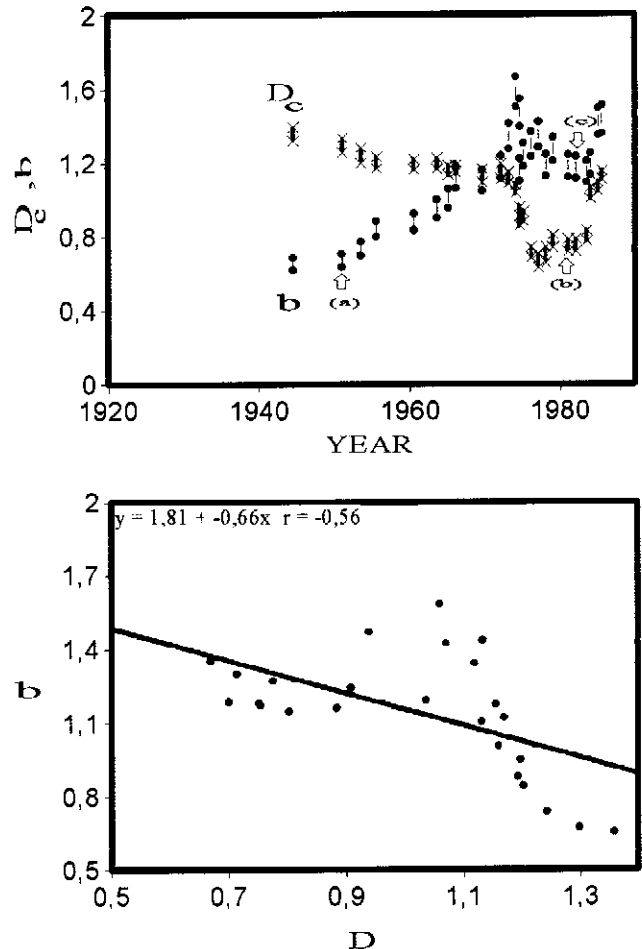 2
1,6
1,2
0,8
0,4
0
D_c , b
D_c
b
(a)
(b)
(c)
1920 1940 1960 1980
YEAR
2
1,7
1,4
1,1
0,8
0,5
y = 1,81 + -0,66x r = -0,56
b
0,5 0,7 0,9 1,1 1,3
D